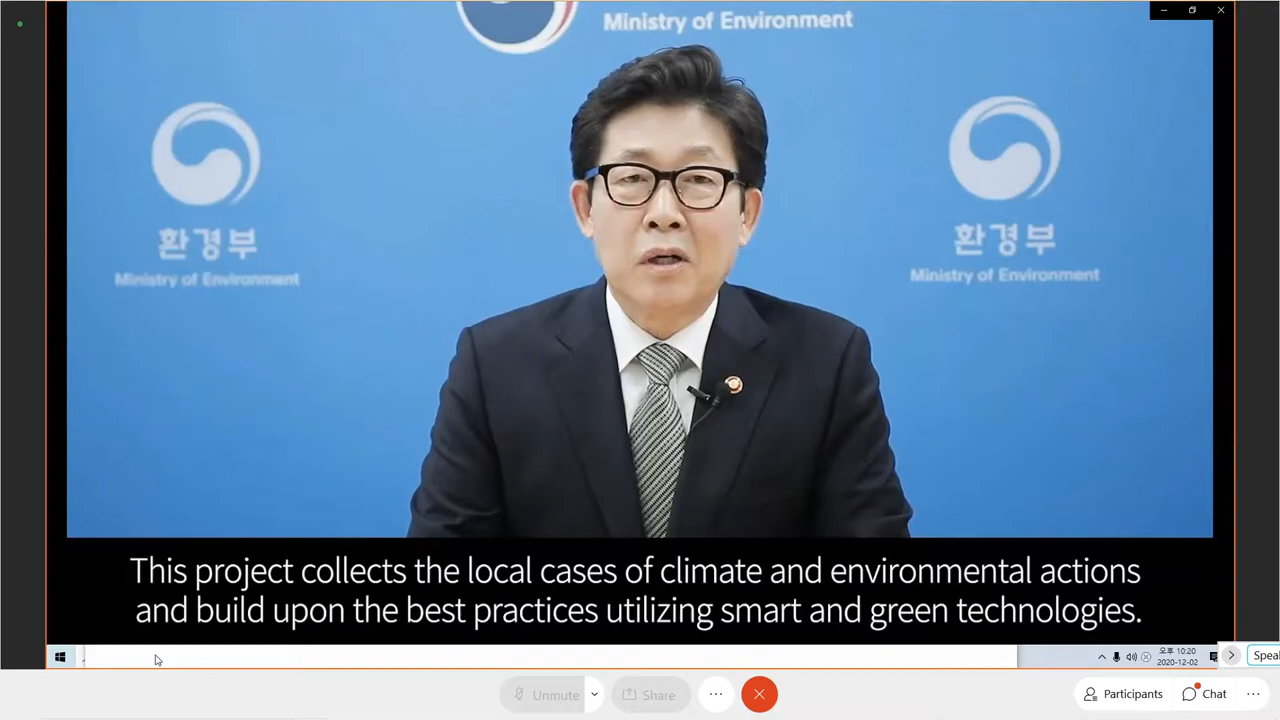 Ministry of Environment
환경부
Ministry of Environment
환경부
Ministry of Environment
This project collects the local cases of climate and environmental actions
and build upon the best practices utilizing smart and green technologies.
오후 10:20
2020-12-02
Unmute
Share
Participants
Chat